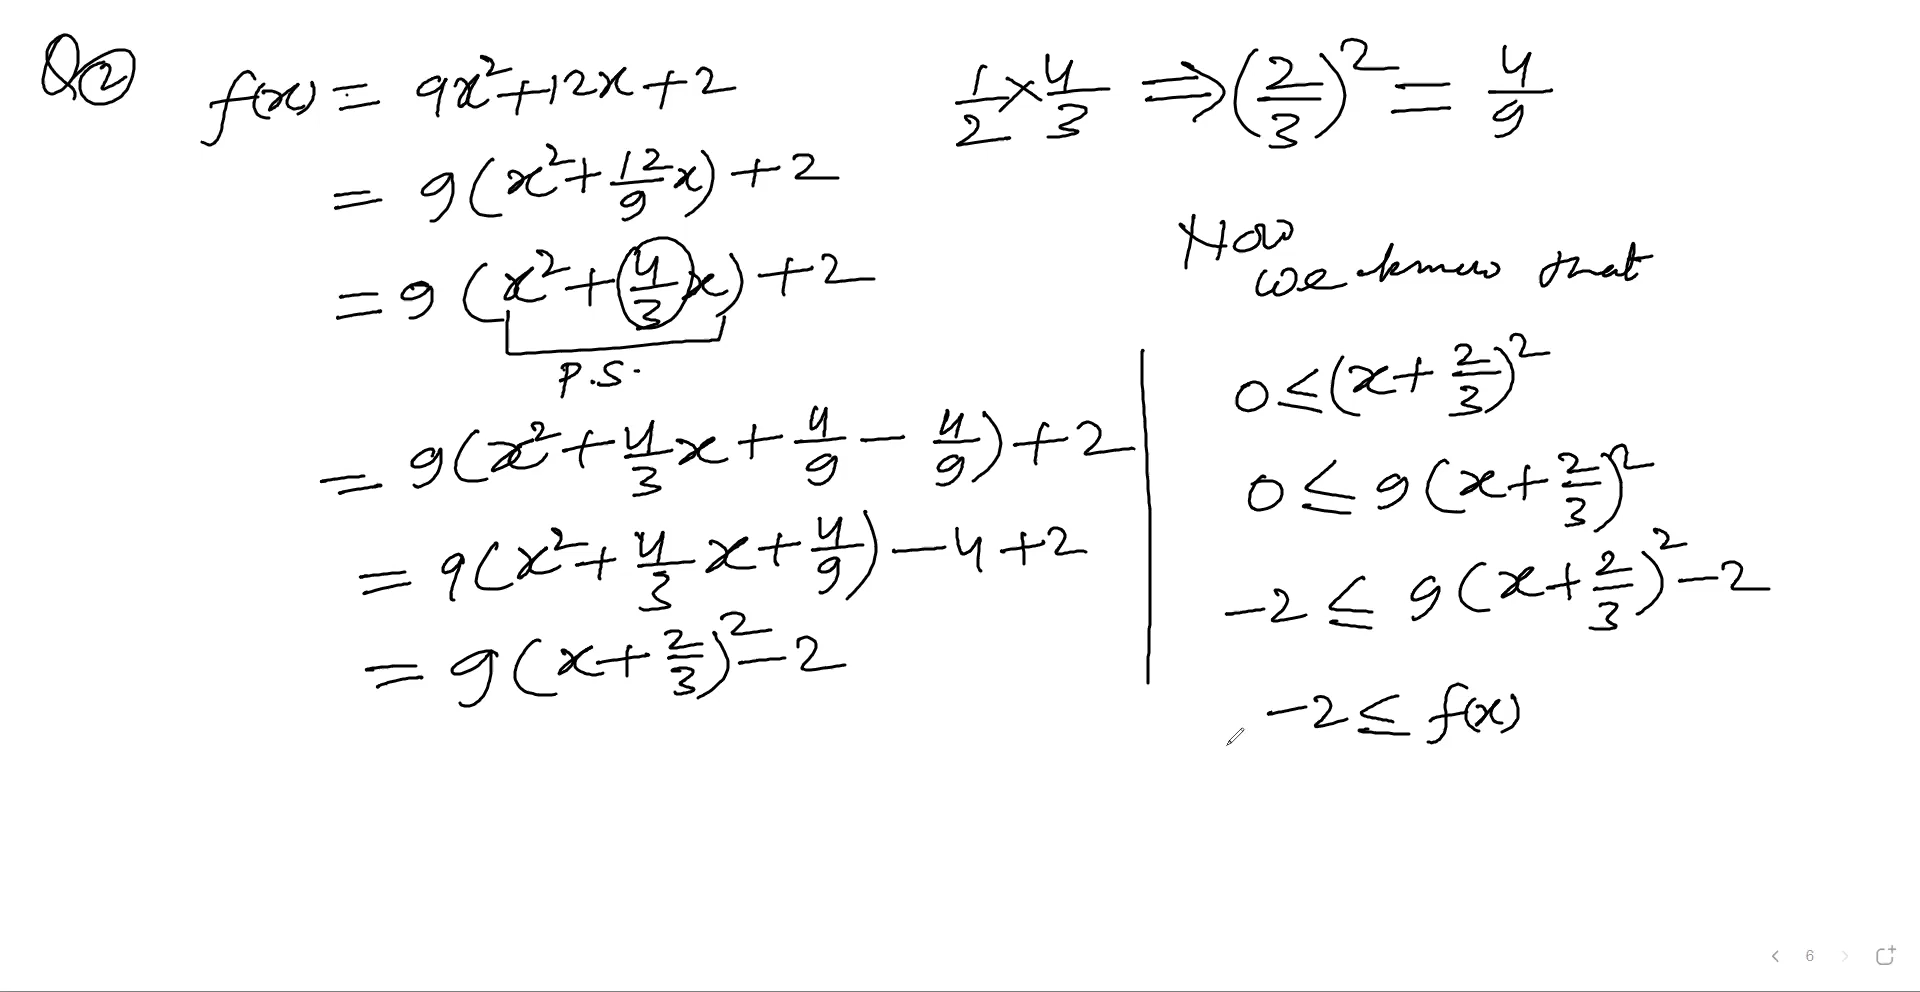 Q②
f(x) = 9x² + 12x + 2
= 9(x² + 12/9 x) + 2
= 9(x² + 4/3 x) + 2
P.S.
= 9(x² + 4/3 x + 4/9 - 4/9) + 2
= 9(x² + 4/3 x + 4/9) - 4 + 2
= 9(x + 2/3)² - 2
1/2 × 4/3 ⇒ (2/3)² = 4/9
Now
we know that
0 ≤ (x + 2/3)²
0 ≤ 9(x + 2/3)²
-2 ≤ 9(x + 2/3)² - 2
-2 ≤ f(x)
6